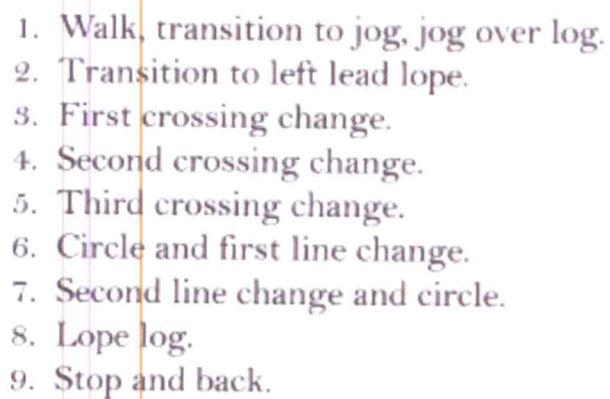 1. Walk, transition to jog, jog over log.
2. Transition to left lead lope.
3. First crossing change.
4. Second crossing change.
5. Third crossing change.
6. Circle and first line change.
7. Second line change and circle.
8. Lope log.
9. Stop and back.